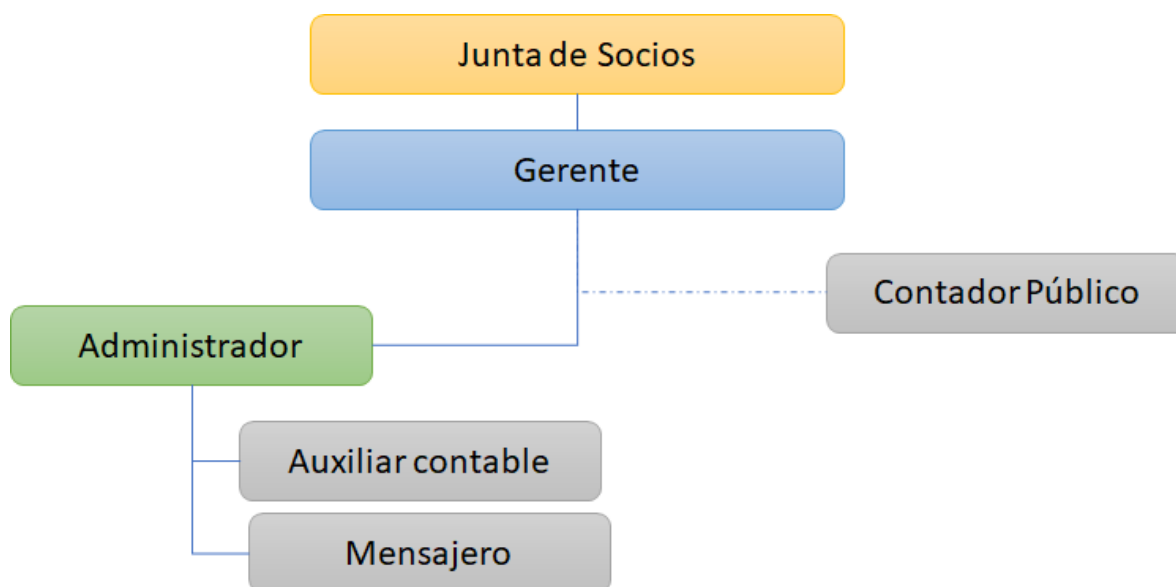 Junta de Socios
Gerente
Contador Público
Administrador
Auxiliar contable
Mensajero